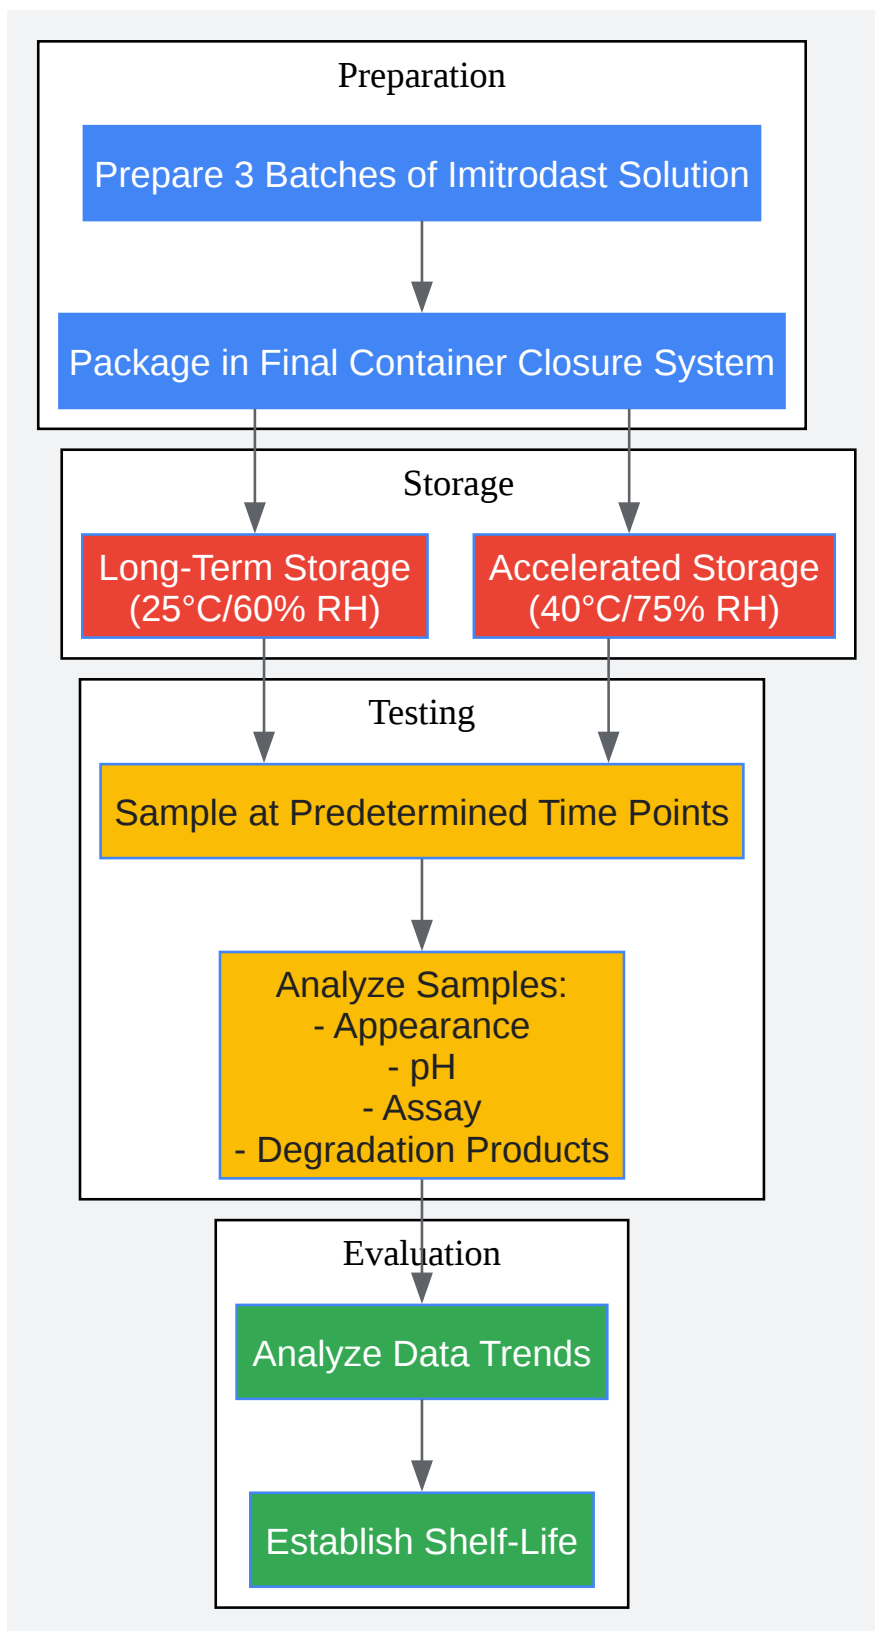 Preparation
Prepare 3 Batches of Imitrodast Solution
Package in Final Container Closure System
Storage
Long-Term Storage
(25°C/60% RH)
Accelerated Storage
(40°C/75% RH)
Testing
Sample at Predetermined Time Points
Analyze Samples:
- Appearance
- pH
- Assay
- Degradation Products
Evaluation
Analyze Data Trends
Establish Shelf-Life